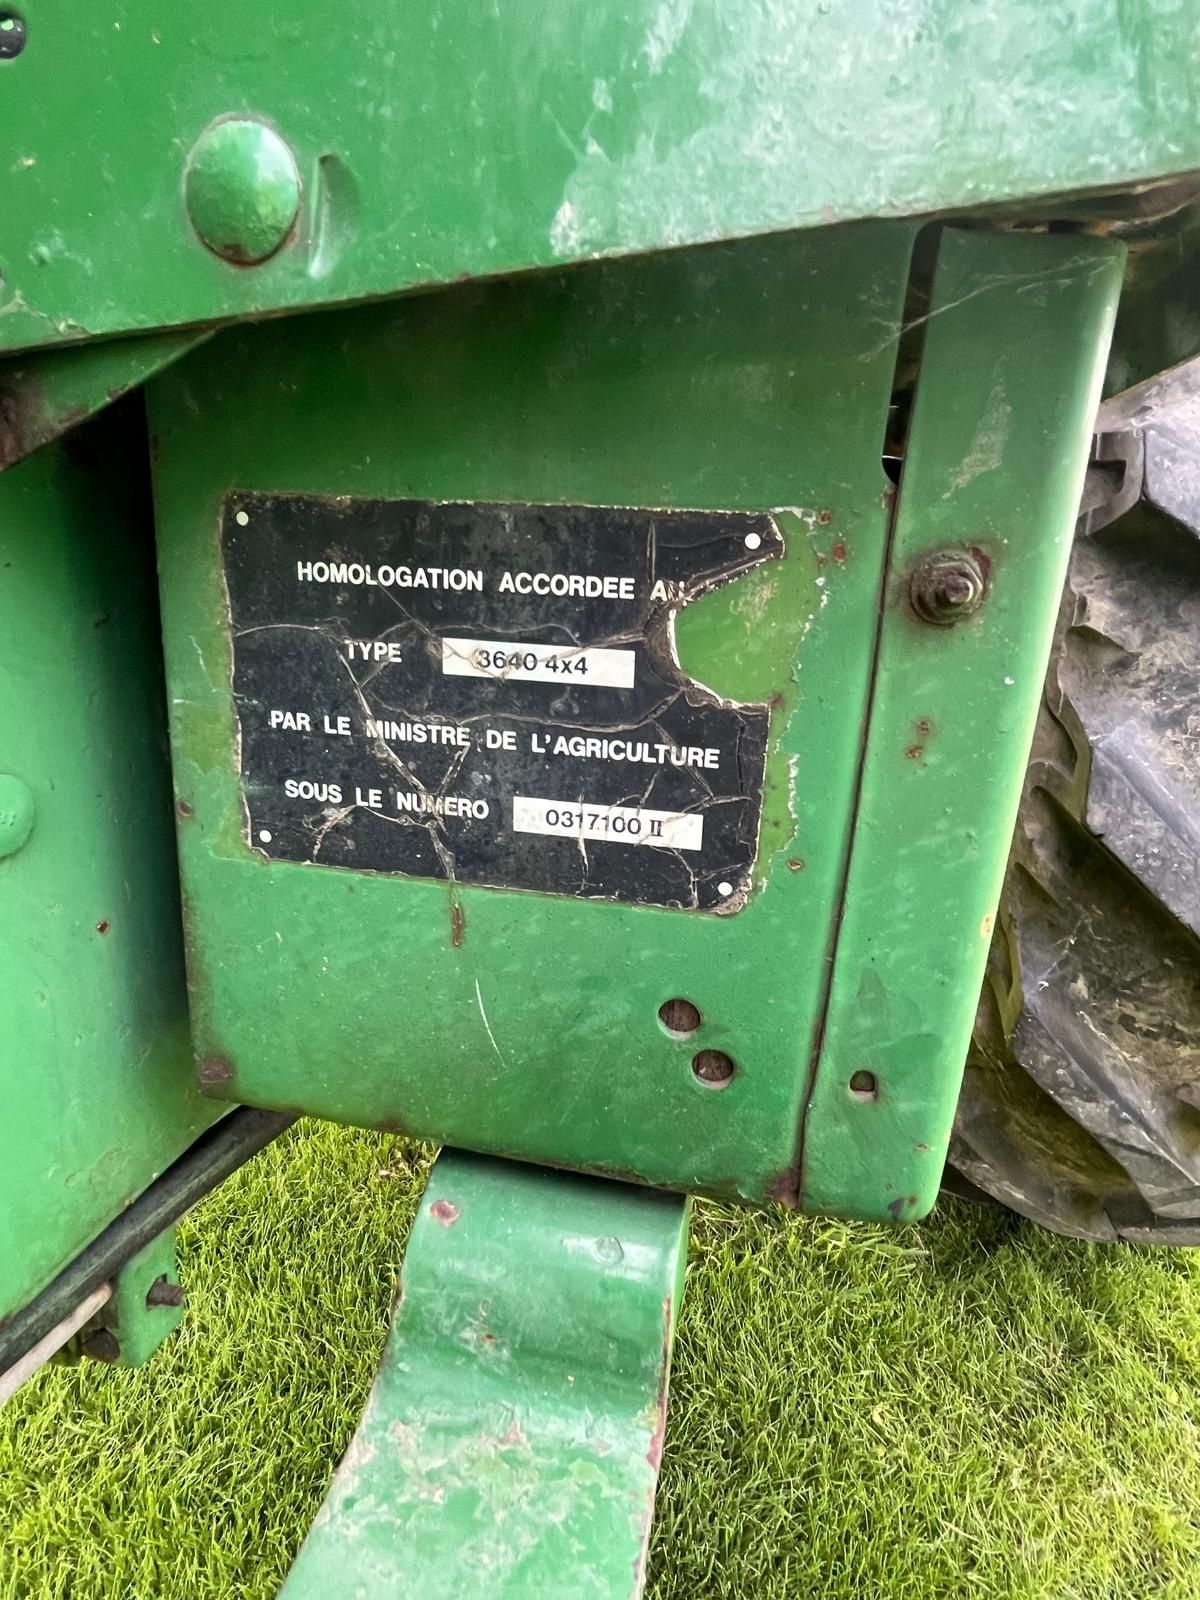 HOMOLOGATION ACCORDEE AU
TYPE 3640 4x4
PAR LE MINISTRE DE L'AGRICULTURE
SOUS LE NUMERO 0317100 II